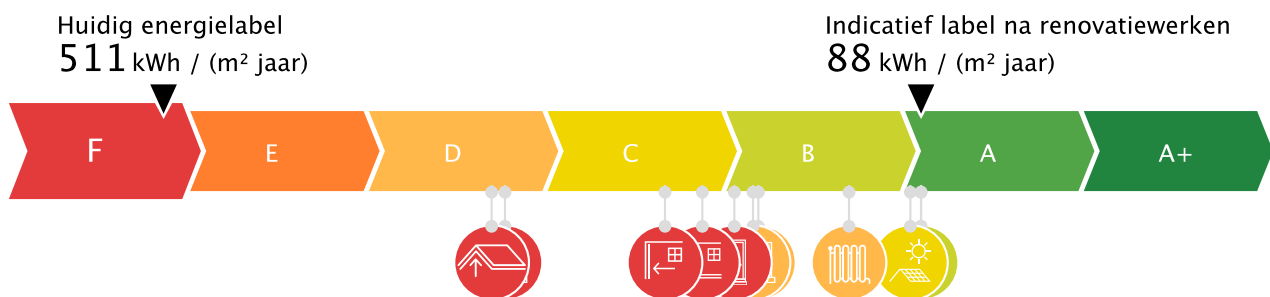 Huidig energielabel
511 kWh / (m² jaar)
Indicatief label na renovatiewerken
88 kWh / (m² jaar)
F E D C B A A+